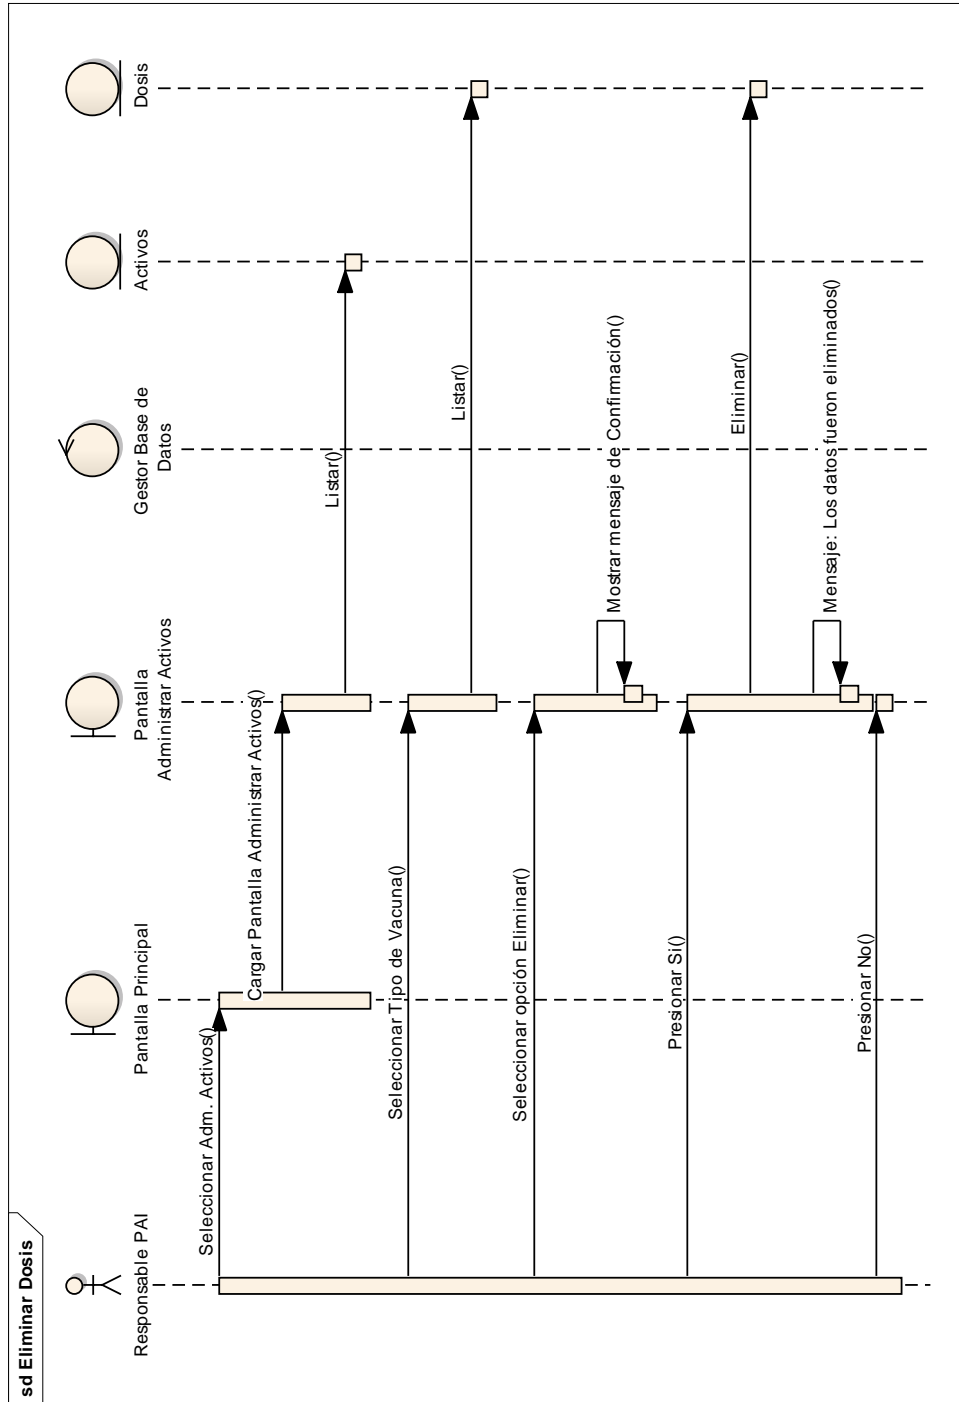 sd Eliminar Dosis
Responsable PAI
Pantalla Principal
Pantalla
Administrar Activos
Gestor Base de
Datos
Activos
Dosis
Seleccionar Adm. Activos()
Cargar Pantalla Administrar Activos()
Listar()
Seleccionar Tipo de Vacuna()
Listar()
Seleccionar opción Eliminar()
Mostrar mensaje de Confirmación()
Presionar Si()
Eliminar()
Mensaje: Los datos fueron eliminados()
Presionar No()